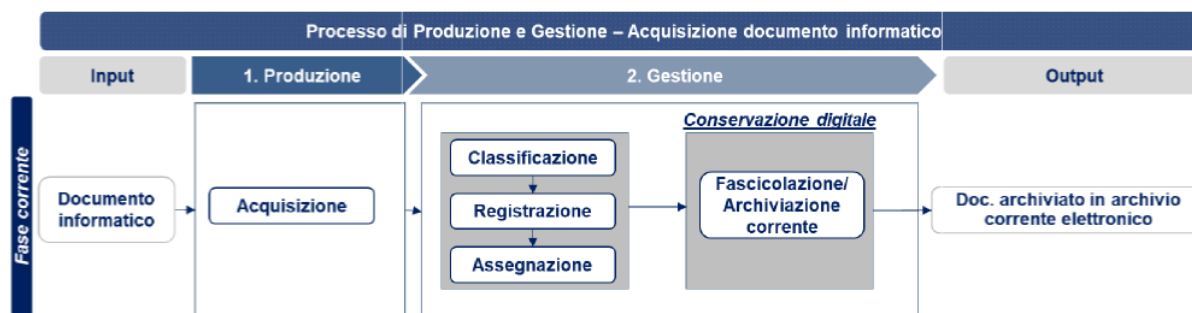 Processo di Produzione e Gestione – Acquisizione documento informatico
Input
1. Produzione
2. Gestione
Output
Fase corrente
Documento
informatico
Acquisizione
Classificazione
Registrazione
Assegnazione
Conservazione digitale
Fascicolazione/
Archiviazione
corrente
Doc. archiviato in archivio
corrente elettronico